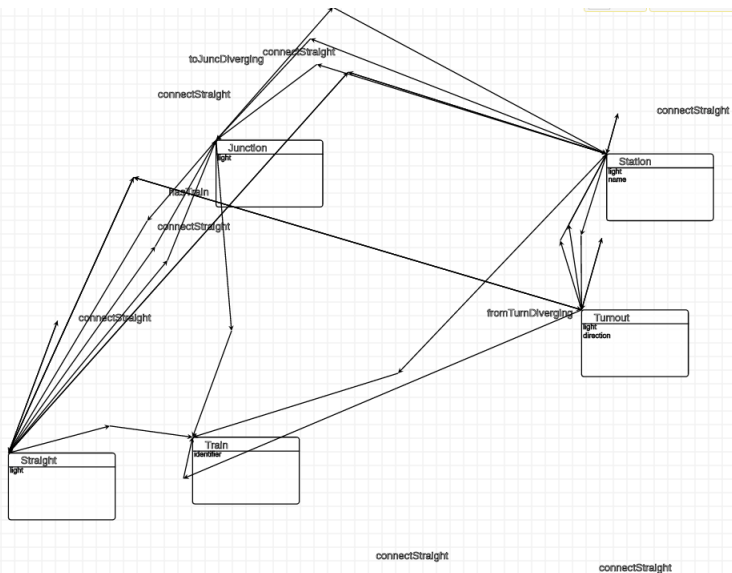 connectStraight
toJuncDiverging
connectStraight
connectStraight
Junction
light
Station
light
name
hasTrain
connectStraight
connectStraight
fromTurnDiverging
Turnout
light
direction
Train
identifier
Straight
light
connectStraight
connectStraight